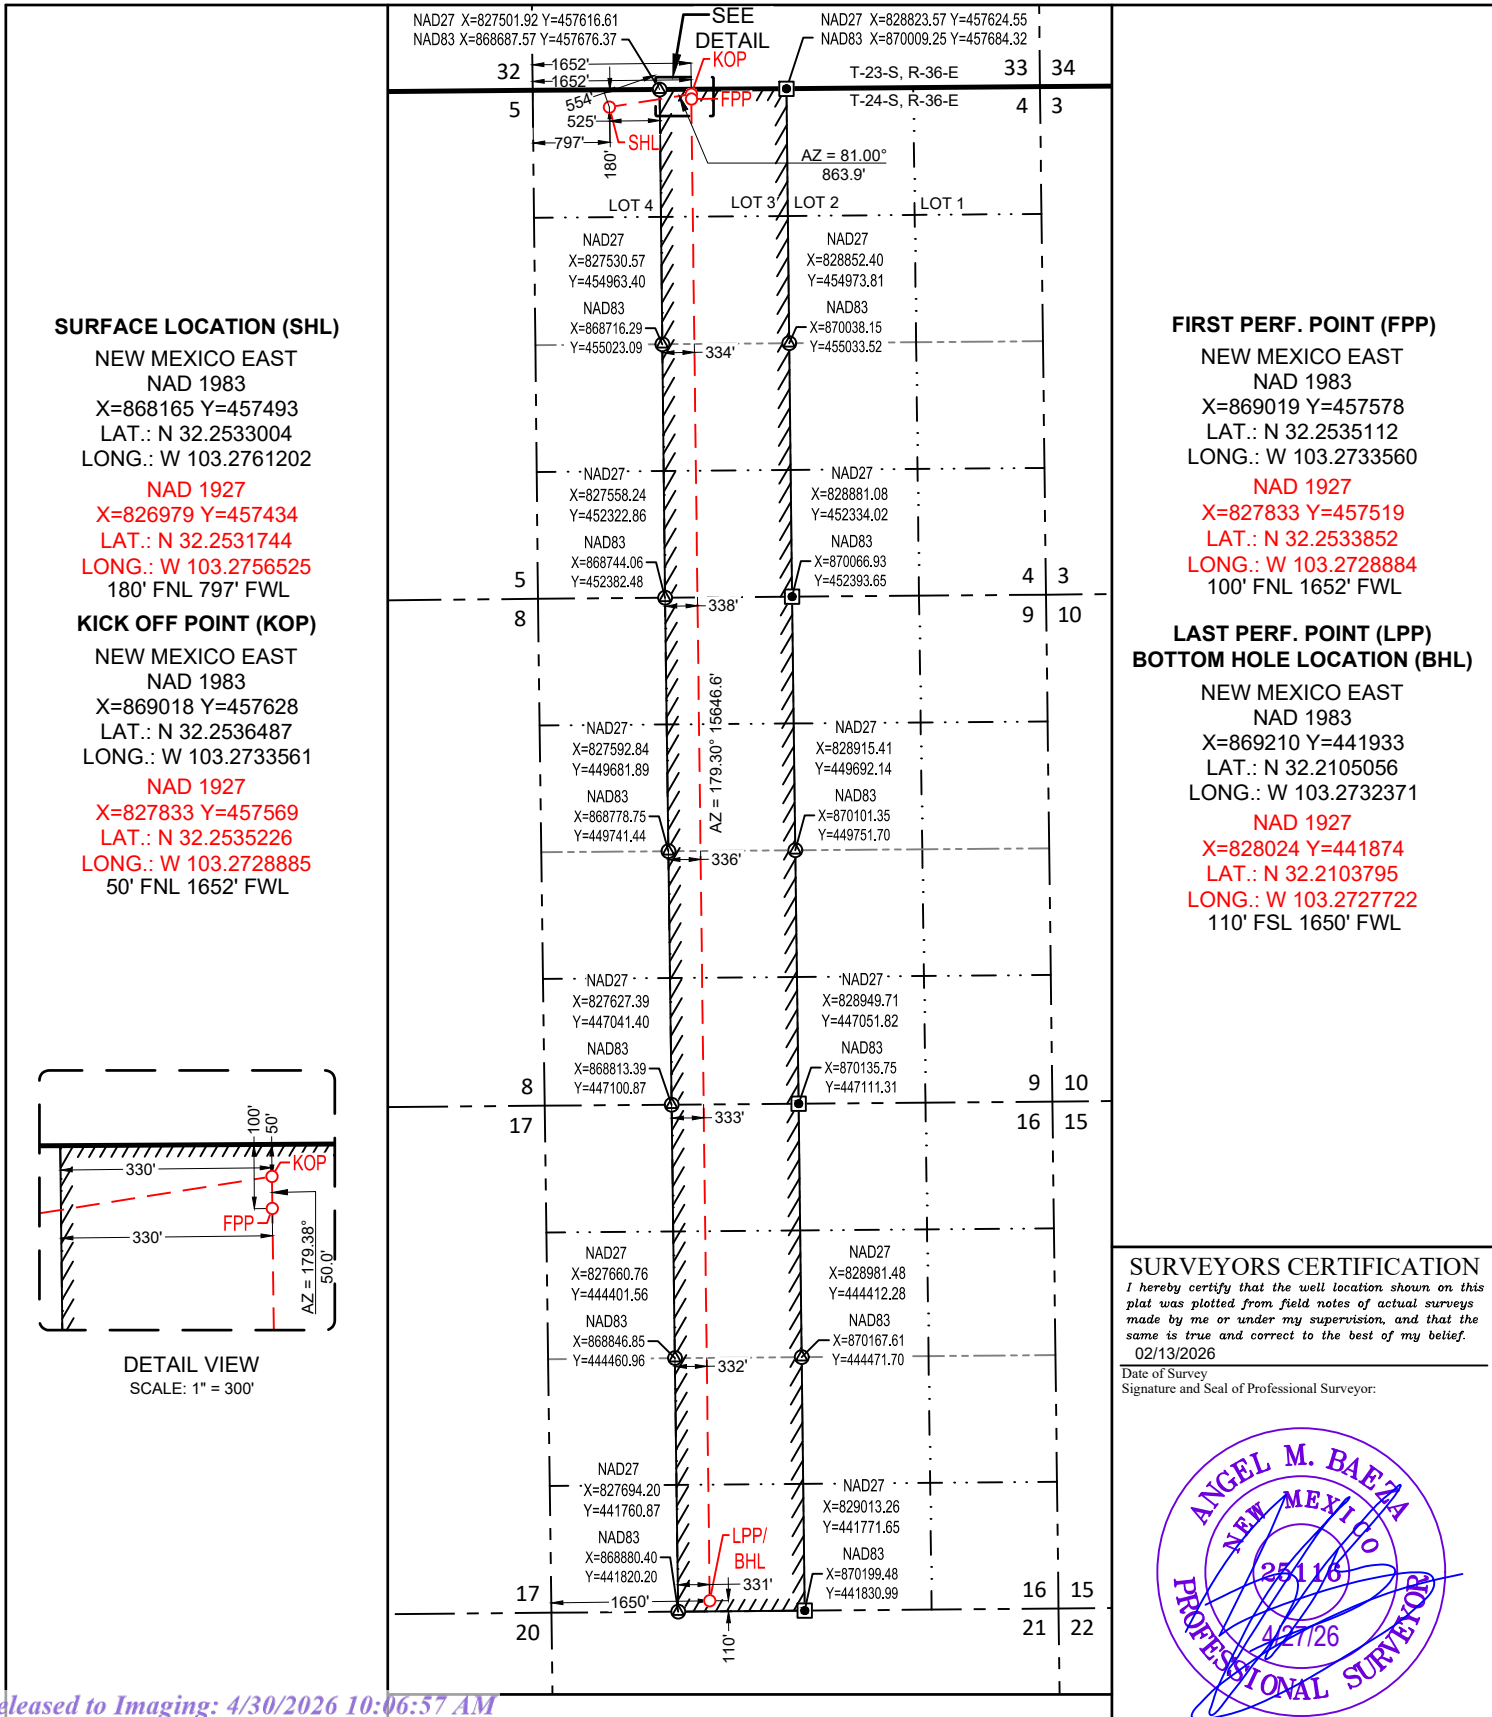 NAD27 X=827501.92 Y=457616.61
NAD83 X=868687.57 Y=457676.37
SEE
DETAIL
NAD27 X=828823.57 Y=457624.55
NAD83 X=870009.25 Y=457684.32
KOP
1652'
1652'
32
T-23-S, R-36-E
33
34
5
554'
FPP
T-24-S, R-36-E
4
3
525'
797'
SHL
180'
AZ = 81.00°
863.9'
LOT 4
LOT 3
LOT 2
LOT 1
NAD27
X=827530.57
Y=454963.40
NAD83
X=868716.29
Y=455023.09
334'
NAD27
X=828852.40
Y=454973.81
NAD83
X=870038.15
Y=455033.52
NAD27
X=827558.24
Y=452322.86
NAD83
X=868744.06
Y=452382.48
338'
NAD27
X=828881.08
Y=452334.02
NAD83
X=870066.93
Y=452393.65
5
4
3
8
9
10
AZ = 179.30° 15646.6'
NAD27
X=827592.84
Y=449681.89
NAD83
X=868778.75
Y=449741.44
336'
NAD27
X=828915.41
Y=449692.14
NAD83
X=870101.35
Y=449751.70
NAD27
X=827627.39
Y=447041.40
NAD83
X=868813.39
Y=447100.87
333'
NAD27
X=828949.71
Y=447051.82
NAD83
X=870135.75
Y=447111.31
8
9
10
17
16
15
NAD27
X=827660.76
Y=444401.56
NAD83
X=868846.85
Y=444460.96
332'
NAD27
X=828981.48
Y=444412.28
NAD83
X=870167.61
Y=444471.70
NAD27
X=827694.20
Y=441760.87
NAD83
X=868880.40
Y=441820.20
LPP/
BHL
331'
1650'
110'
NAD27
X=829013.26
Y=441771.65
NAD83
X=870199.48
Y=441830.99
17
16
15
20
21
22
SURFACE LOCATION (SHL)
NEW MEXICO EAST
NAD 1983
X=868165 Y=457493
LAT.: N 32.2533004
LONG.: W 103.2761202
NAD 1927
X=826979 Y=457434
LAT.: N 32.2531744
LONG.: W 103.2756525
180' FNL 797' FWL
KICK OFF POINT (KOP)
NEW MEXICO EAST
NAD 1983
X=869018 Y=457628
LAT.: N 32.2536487
LONG.: W 103.2733561
NAD 1927
X=827833 Y=457569
LAT.: N 32.2535226
LONG.: W 103.2728885
50' FNL 1652' FWL
100'
50'
330'
KOP
FPP
330'
AZ = 179.38°
50.0'
DETAIL VIEW
SCALE: 1" = 300'
FIRST PERF. POINT (FPP)
NEW MEXICO EAST
NAD 1983
X=869019 Y=457578
LAT.: N 32.2535112
LONG.: W 103.2733560
NAD 1927
X=827833 Y=457519
LAT.: N 32.2533852
LONG.: W 103.2728884
100' FNL 1652' FWL
LAST PERF. POINT (LPP)
BOTTOM HOLE LOCATION (BHL)
NEW MEXICO EAST
NAD 1983
X=869210 Y=441933
LAT.: N 32.2105056
LONG.: W 103.2732371
NAD 1927
X=828024 Y=441874
LAT.: N 32.2103795
LONG.: W 103.2727722
110' FSL 1650' FWL
SURVEYORS CERTIFICATION
I hereby certify that the well location shown on this
plat was plotted from field notes of actual surveys
made by me or under my supervision, and that the
same is true and correct to the best of my belief.
02/13/2026
Date of Survey
Signature and Seal of Professional Surveyor:
ANGEL M. BAEZA
NEW MEXICO
25116
4/27/26
PROFESSIONAL SURVEYOR
eleased to Imaging: 4/30/2026 10:06:57 AM